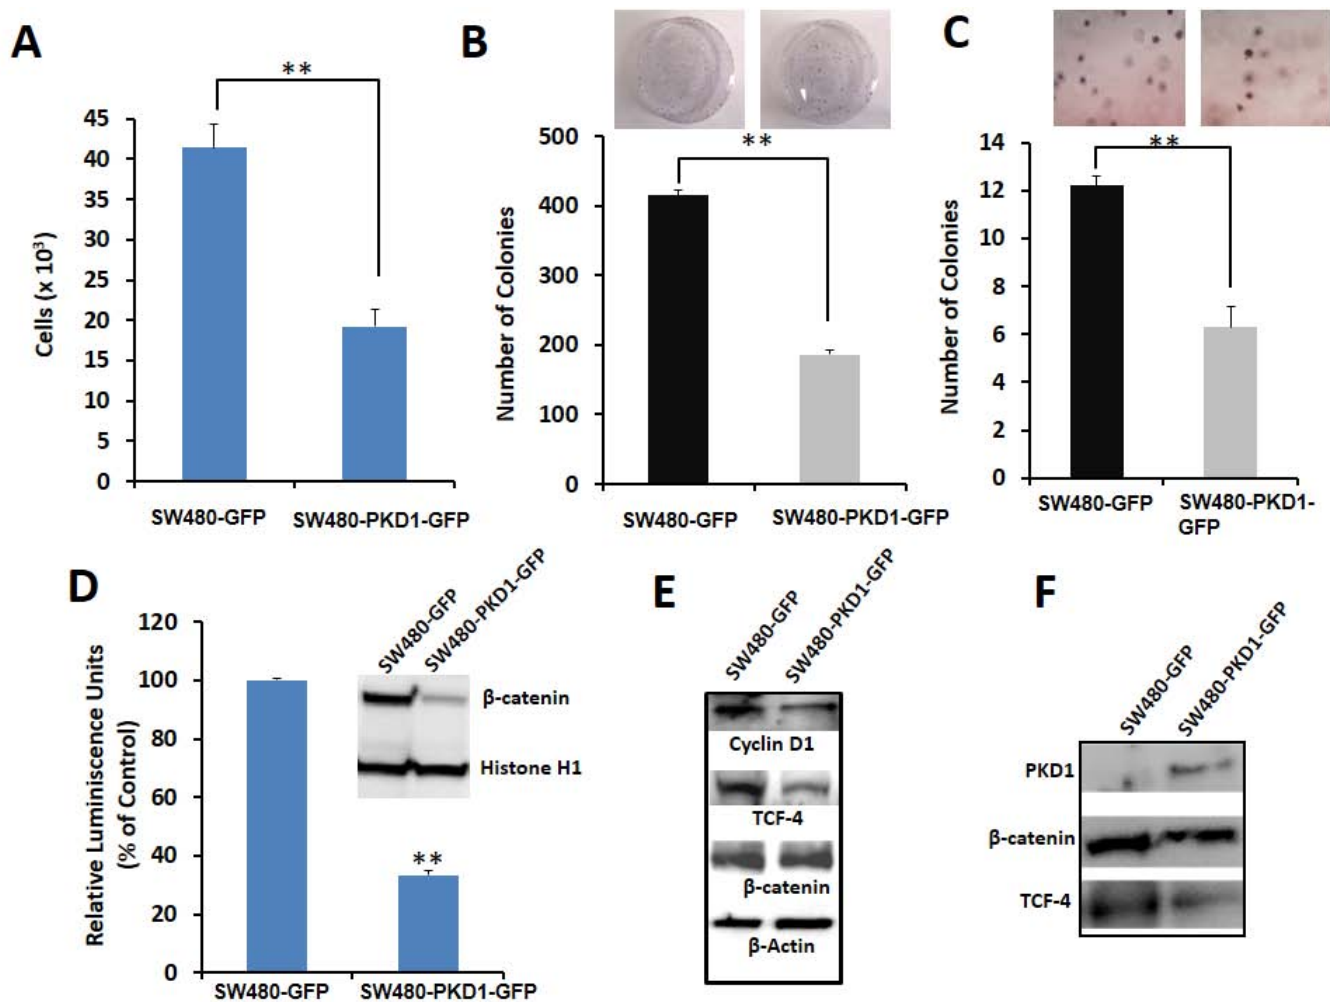 A
**
45
40
35
30
25
20
15
10
5
0
Cells (x 10³)
SW480-GFP
SW480-PKD1-GFP
B
**
500
400
300
200
100
0
Number of Colonies
SW480-GFP
SW480-PKD1-GFP
C
**
14
12
10
8
6
4
2
0
Number of Colonies
SW480-GFP
SW480-PKD1-
GFP
D
120
100
80
60
40
20
0
Relative Luminiscence Units
(% of Control)
SW480-GFP
SW480-PKD1-GFP
β-catenin
Histone H1
**
SW480-GFP
SW480-PKD1-GFP
E
SW480-GFP
SW480-PKD1-GFP
Cyclin D1
TCF-4
β-catenin
β-Actin
F
SW480-GFP
SW480-PKD1-GFP
PKD1
β-catenin
TCF-4